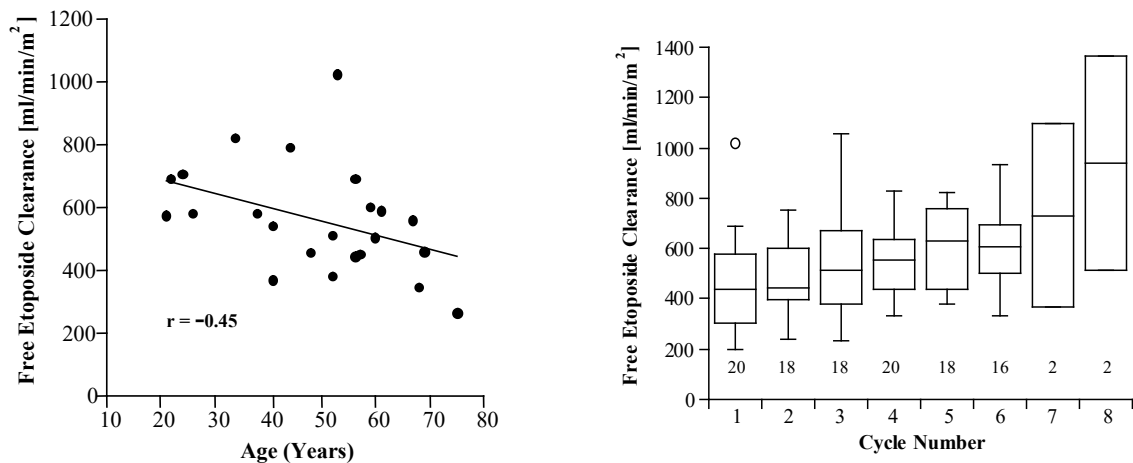 Free Etoposide Clearance [ml/min/m²]
1200
1000
800
600
400
200
0
r = −0.45
10 20 30 40 50 60 70 80
Age (Years)
Free Etoposide Clearance [ml/min/m²]
1400
1200
1000
800
600
400
200
0
20 18 18 20 18 16 2 2
1 2 3 4 5 6 7 8
Cycle Number